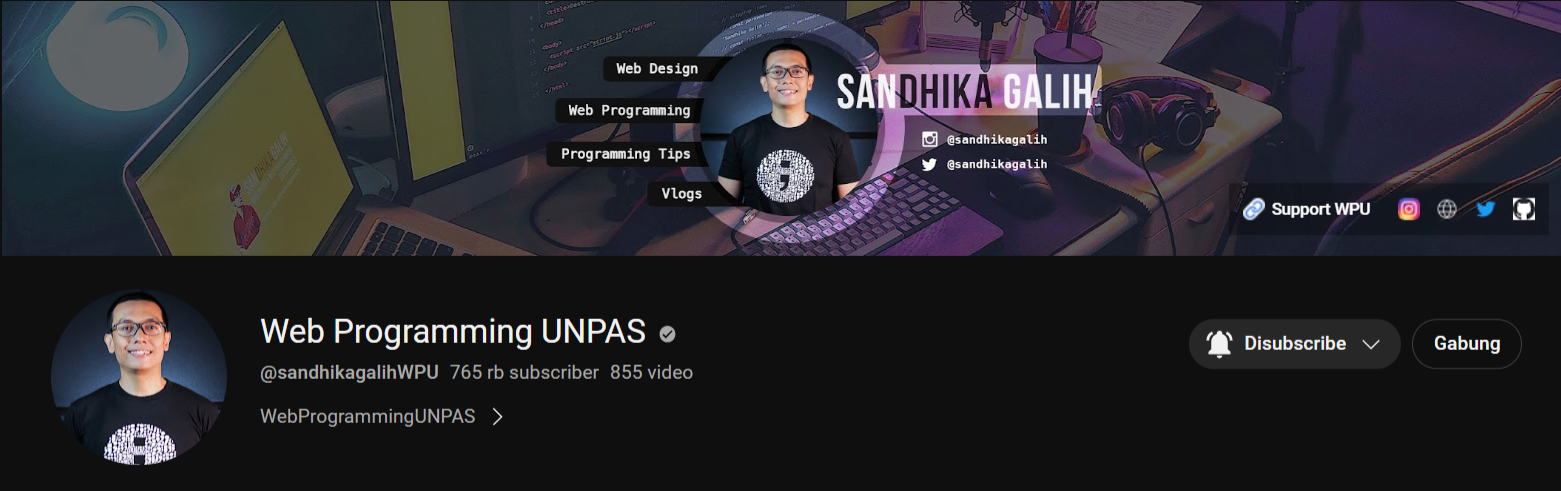 Web Design
Web Programming
Programming Tips
Vlogs
SANDHIKA GALIH
@sandhikagalih
@sandhikagalih
Support WPU
Web Programming UNPAS
@sandhikagalihWPU 765 rb subscriber 855 video
WebProgrammingUNPAS
Disubscribe
Gabung